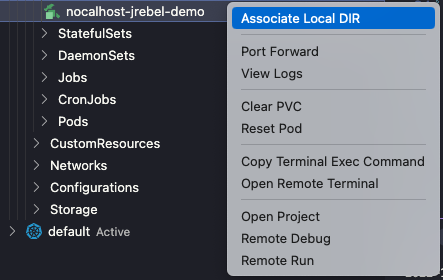 nocalhost-jrebel-demo
StatefulSets
DaemonSets
Jobs
CronJobs
Pods
CustomResources
Networks
Configurations
Storage
default Active
Associate Local DIR
Port Forward
View Logs
Clear PVC
Reset Pod
Copy Terminal Exec Command
Open Remote Terminal
Open Project
Remote Debug
Remote Run